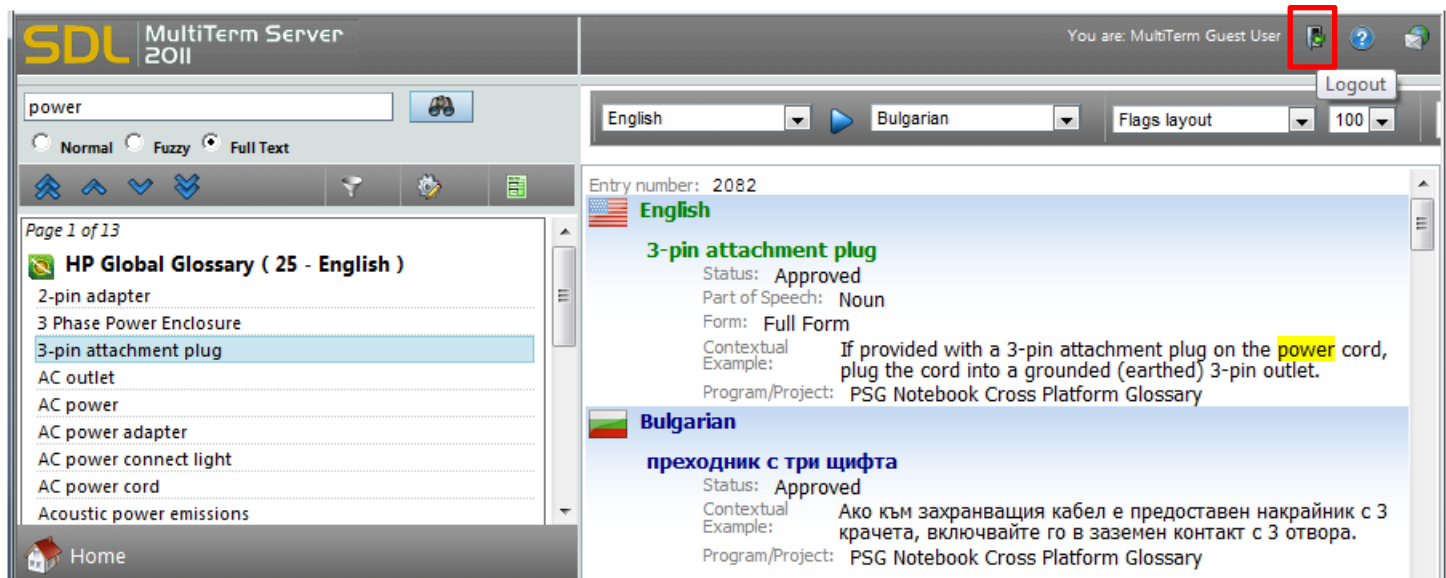 SDL MultiTerm Server 2011
You are: MultiTerm Guest User
Logout
power
Normal Fuzzy Full Text
English Bulgarian Flags layout 100
Page 1 of 13
HP Global Glossary ( 25 - English )
2-pin adapter
3 Phase Power Enclosure
3-pin attachment plug
AC outlet
AC power
AC power adapter
AC power connect light
AC power cord
Acoustic power emissions
Home
Entry number: 2082
English
3-pin attachment plug
Status: Approved
Part of Speech: Noun
Form: Full Form
Contextual Example: If provided with a 3-pin attachment plug on the power cord,
plug the cord into a grounded (earthed) 3-pin outlet.
Program/Project: PSG Notebook Cross Platform Glossary
Bulgarian
преходник с три щифта
Status: Approved
Contextual Example: Ако към захранващия кабел е предоставен накрайник с 3
крачета, включвайте го в заземен контакт с 3 отвора.
Program/Project: PSG Notebook Cross Platform Glossary